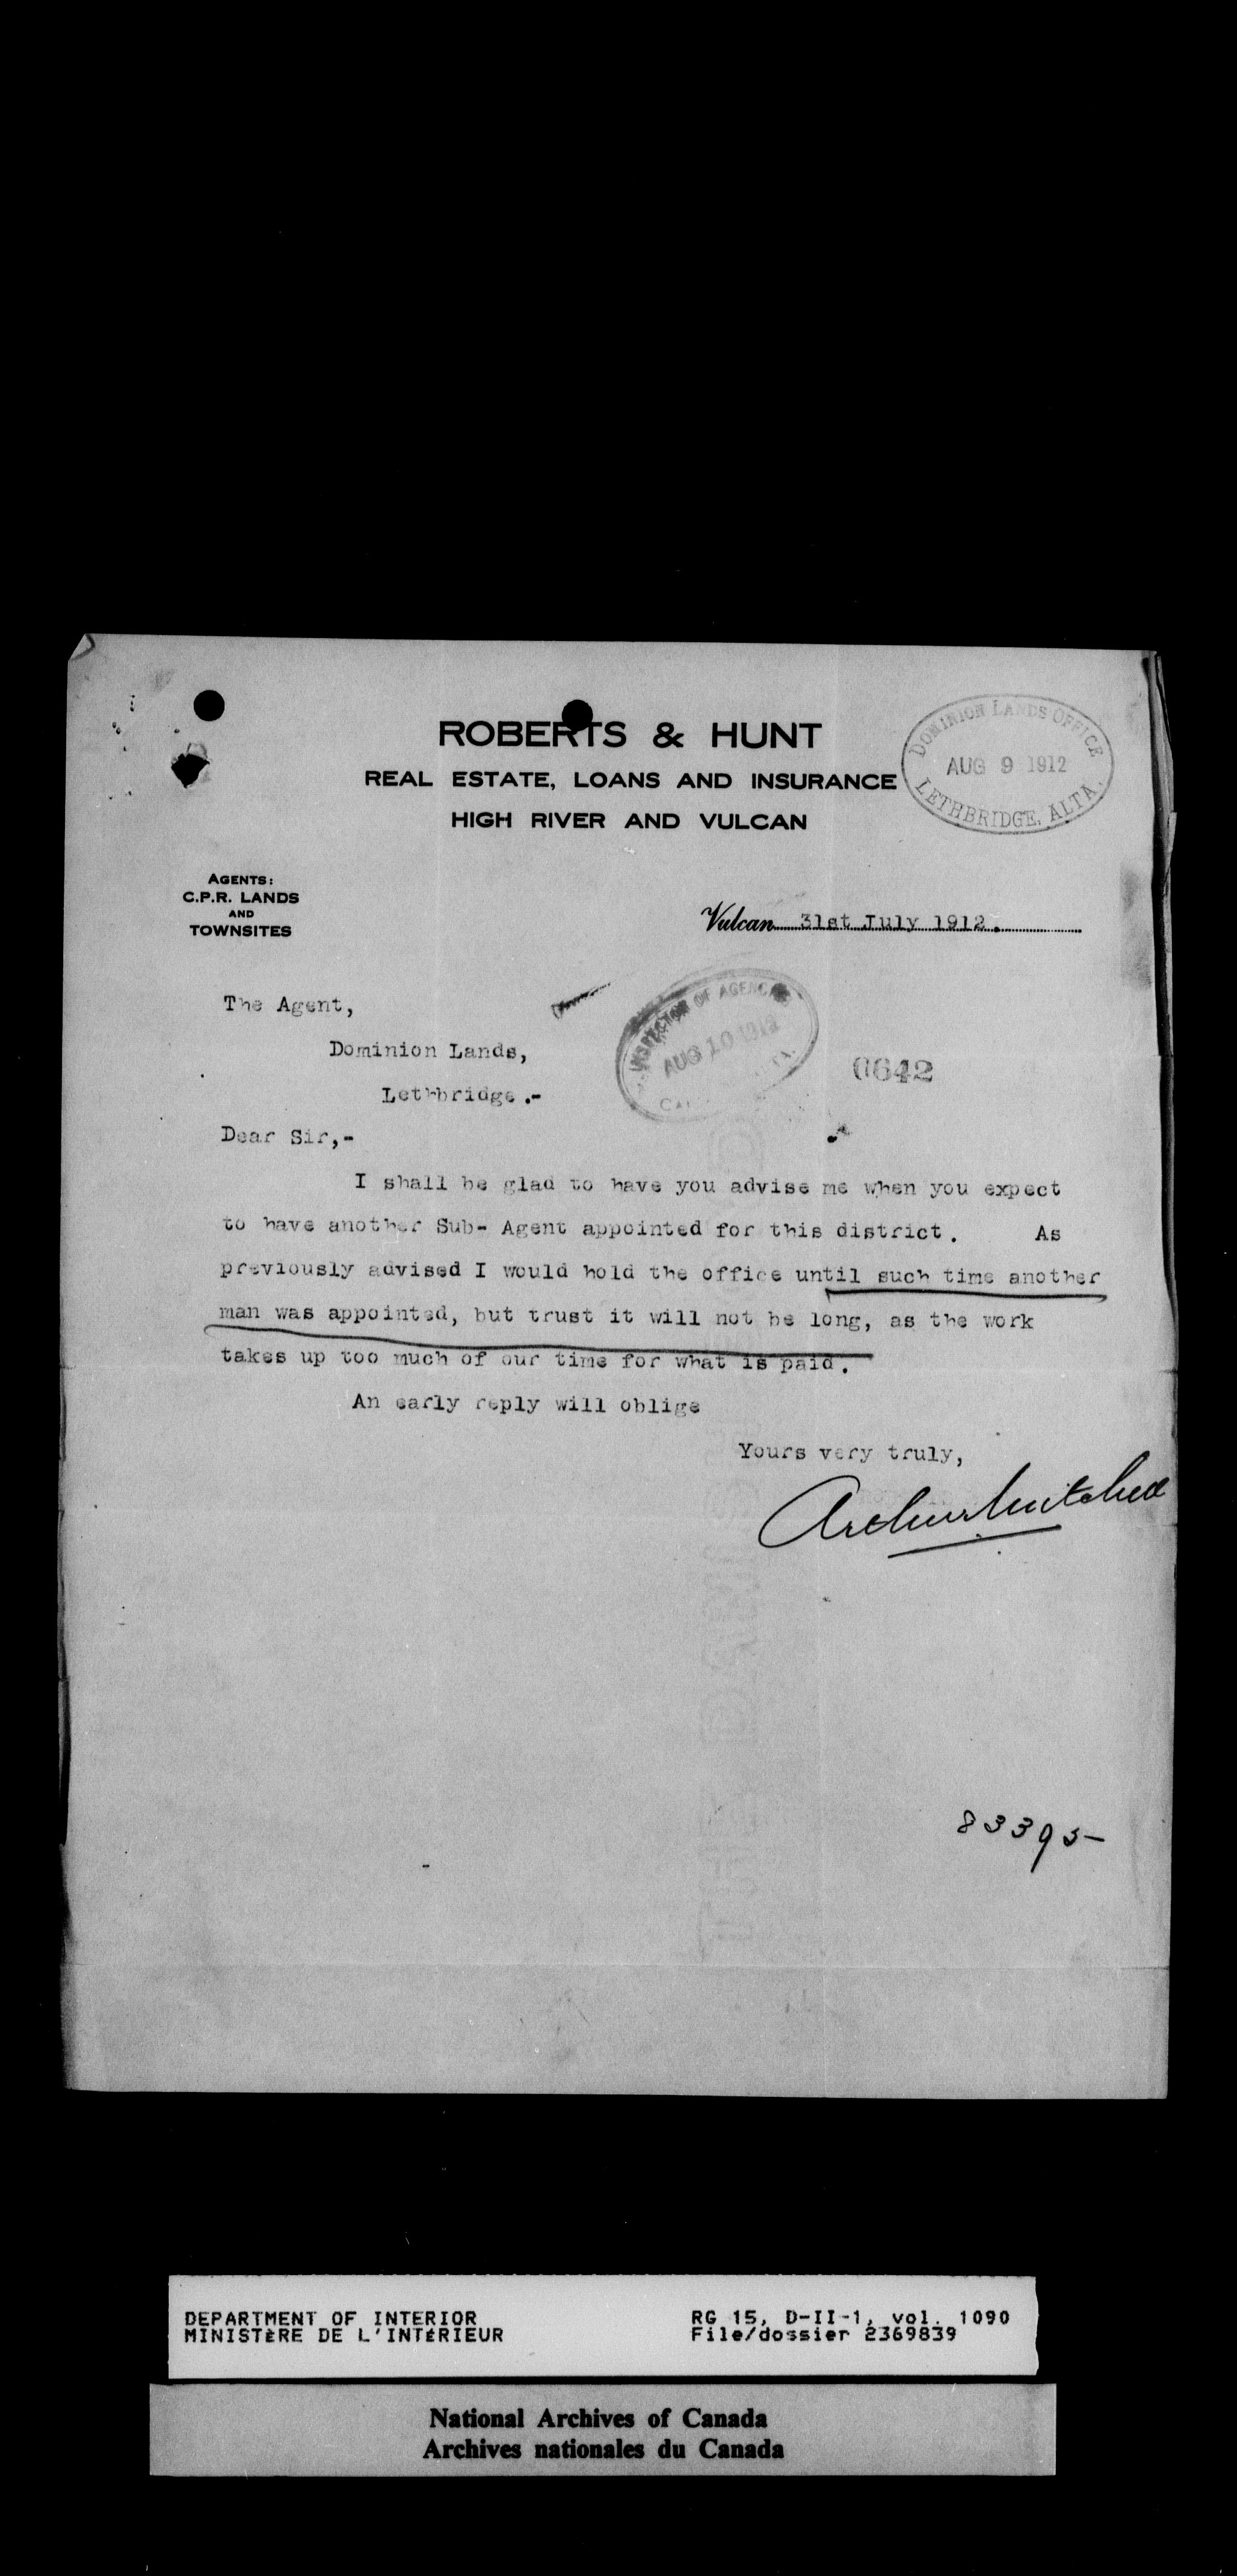 ROBERTS & HUNT
REAL ESTATE, LOANS AND INSURANCE
HIGH RIVER AND VULCAN
DOMINION LANDS OFFICE
AUG 9 1912
LETHBRIDGE, ALTA.
AGENTS:
C.P.R. LANDS
AND
TOWNSITES
Vulcan 31st July 1912.
The Agent,
Dominion Lands,
Lethbridge.-
INSPECTOR OF AGENCIES
AUG 10 1912
0642
Dear Sir,-
I shall be glad to have you advise me when you expect
to have another Sub- Agent appointed for this district. As
previously advised I would hold the office until such time another
man was appointed, but trust it will not be long, as the work
takes up too much of our time for what is paid.
An early reply will oblige
Yours very truly,
83395-
DEPARTMENT OF INTERIOR
MINISTÈRE DE L'INTÉRIEUR
RG 15, D-II-1, vol. 1090
File/dossier 2369839
National Archives of Canada
Archives nationales du Canada